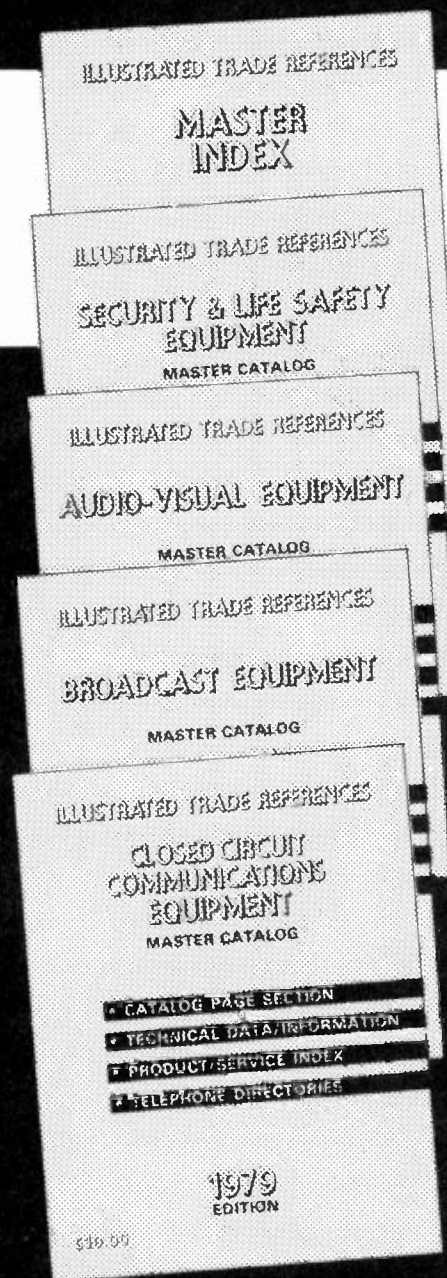 ILLUSTRATED TRADE REFERENCES
MASTER
INDEX
ILLUSTRATED TRADE REFERENCES
SECURITY & LIFE SAFETY
EQUIPMENT
MASTER CATALOG
ILLUSTRATED TRADE REFERENCES
AUDIO-VISUAL EQUIPMENT
MASTER CATALOG
ILLUSTRATED TRADE REFERENCES
BROADCAST EQUIPMENT
MASTER CATALOG
ILLUSTRATED TRADE REFERENCES
CLOSED CIRCUIT
COMMUNICATIONS
EQUIPMENT
MASTER CATALOG
* CATALOG PAGE SECTION
* TECHNICAL DATA/INFORMATION
* PRODUCT/SERVICE INDEX
* TELEPHONE DIRECTORIES
1979
EDITION
$10.00